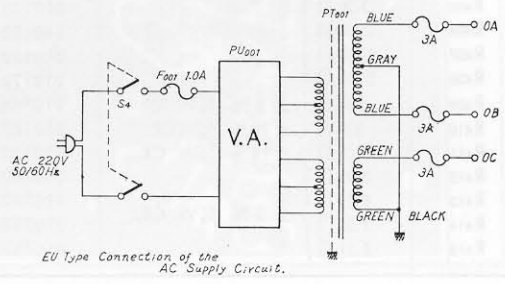 PT001
BLUE
3A
0A
PU001
F001 1.0A
S4
GRAY
V.A.
BLUE
3A
0B
AC 220V
50/60Hz
GREEN
3A
0C
GREEN
BLACK
EU Type Connection of the
AC Supply Circuit.